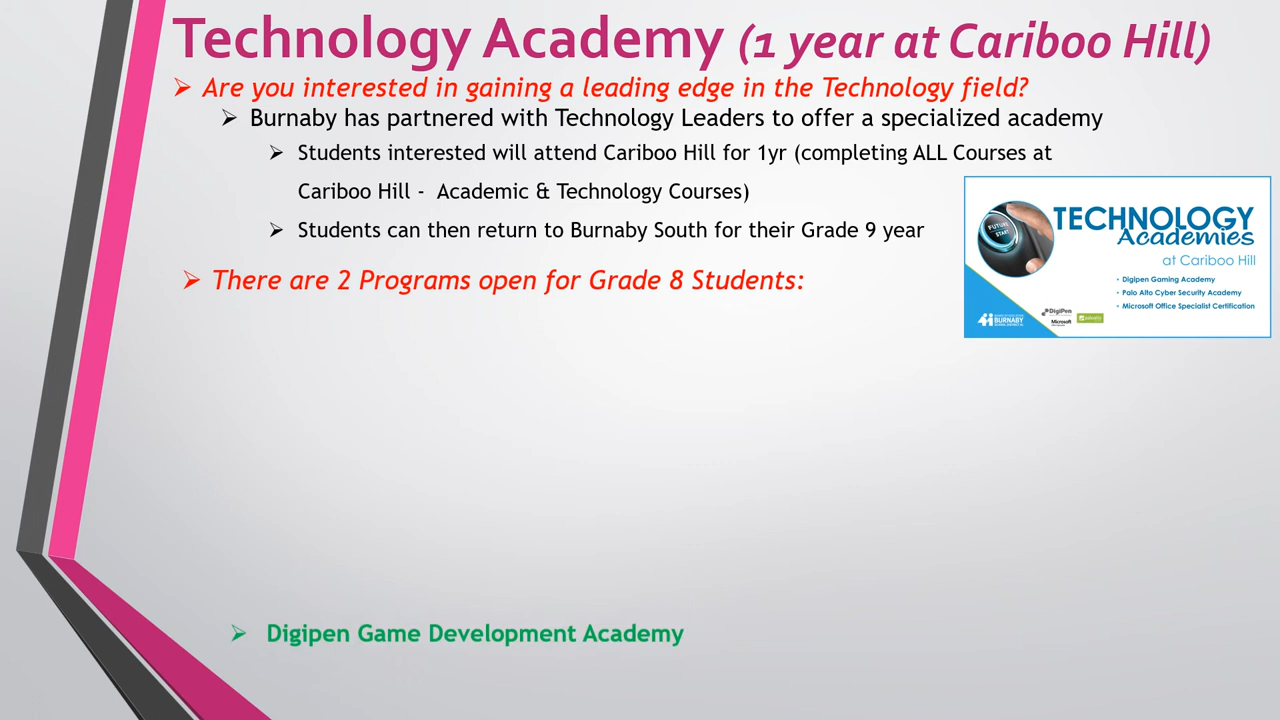 Technology Academy (1 year at Cariboo Hill)
Are you interested in gaining a leading edge in the Technology field?
Burnaby has partnered with Technology Leaders to offer a specialized academy
Students interested will attend Cariboo Hill for 1yr (completing ALL Courses at
Cariboo Hill - Academic & Technology Courses)
Students can then return to Burnaby South for their Grade 9 year
There are 2 Programs open for Grade 8 Students:
FUTURE
START
TECHNOLOGY
Academies
at Cariboo Hill
• Digipen Gaming Academy
• Palo Alto Cyber Security Academy
• Microsoft Office Specialist Certification
BURNABY
DigiPen
Microsoft
Digipen Game Development Academy